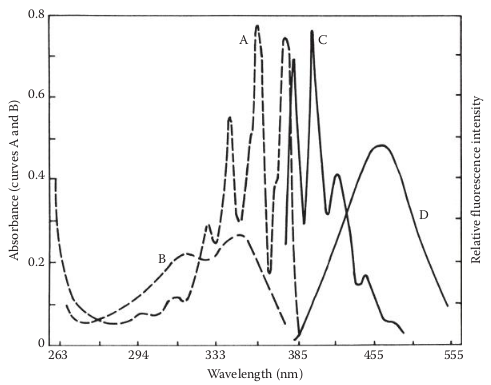 0.8
0.6
0.4
0.2
0
Absorbance (curves A and B)
A
C
B
D
Relative fluorescence intensity
263 294 333 385 455 555
Wavelength (nm)